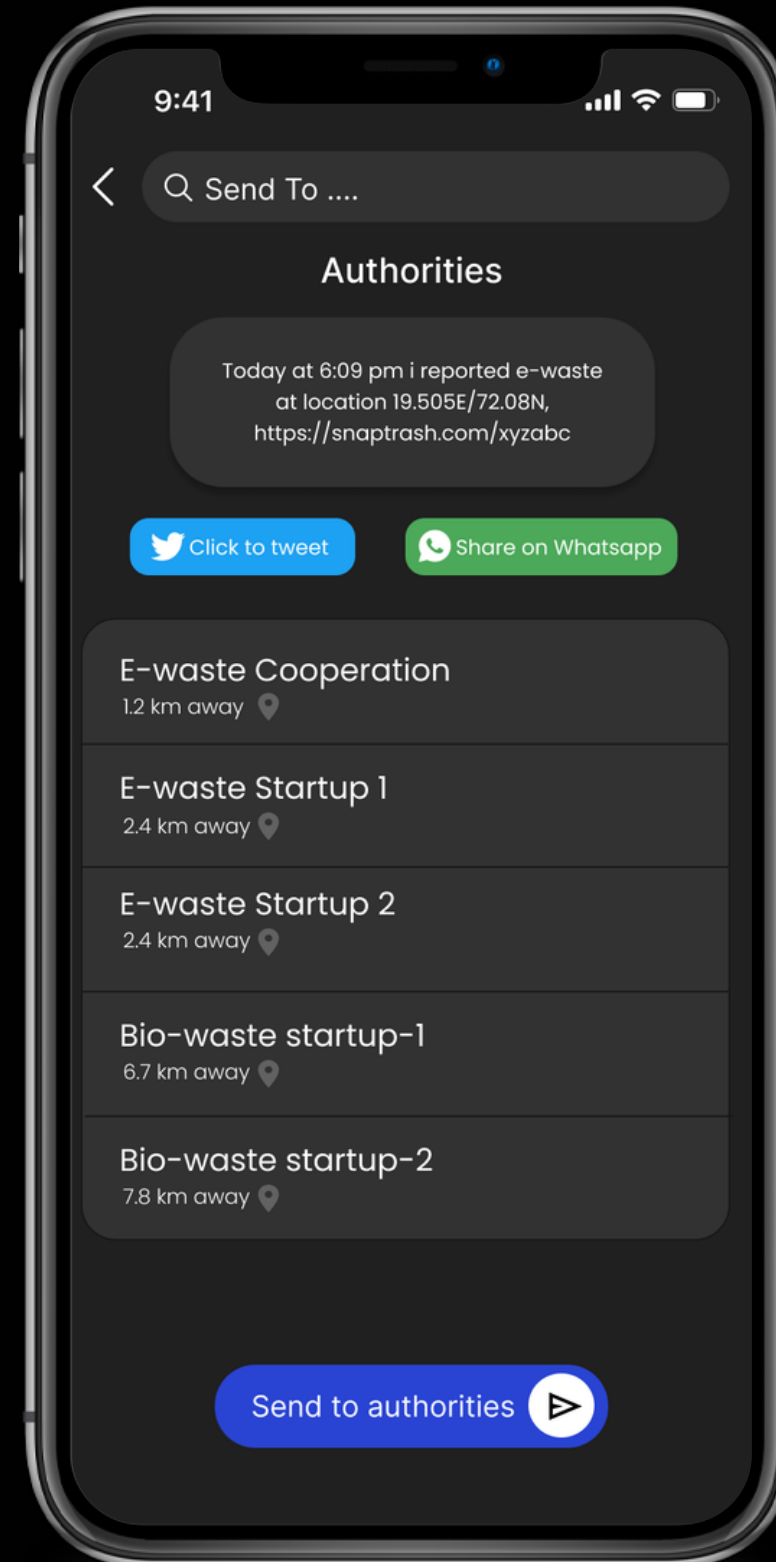 9:41
Send To ....
Authorities
Today at 6:09 pm i reported e-waste
at location 19.505E/72.08N,
https://snaptrash.com/xyzabc
Click to tweet
Share on Whatsapp
E-waste Cooperation
1.2 km away
E-waste Startup 1
2.4 km away
E-waste Startup 2
2.4 km away
Bio-waste startup-1
6.7 km away
Bio-waste startup-2
7.8 km away
Send to authorities